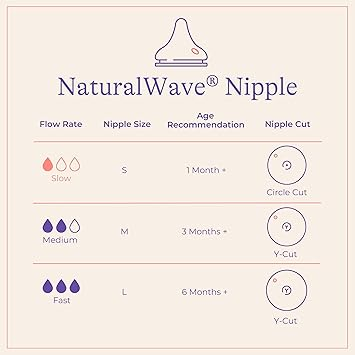 NaturalWave® Nipple
Flow Rate Nipple Size Age Recommendation Nipple Cut
Slow S 1 Month + Circle Cut
Medium M 3 Months + Y-Cut
Fast L 6 Months + Y-Cut